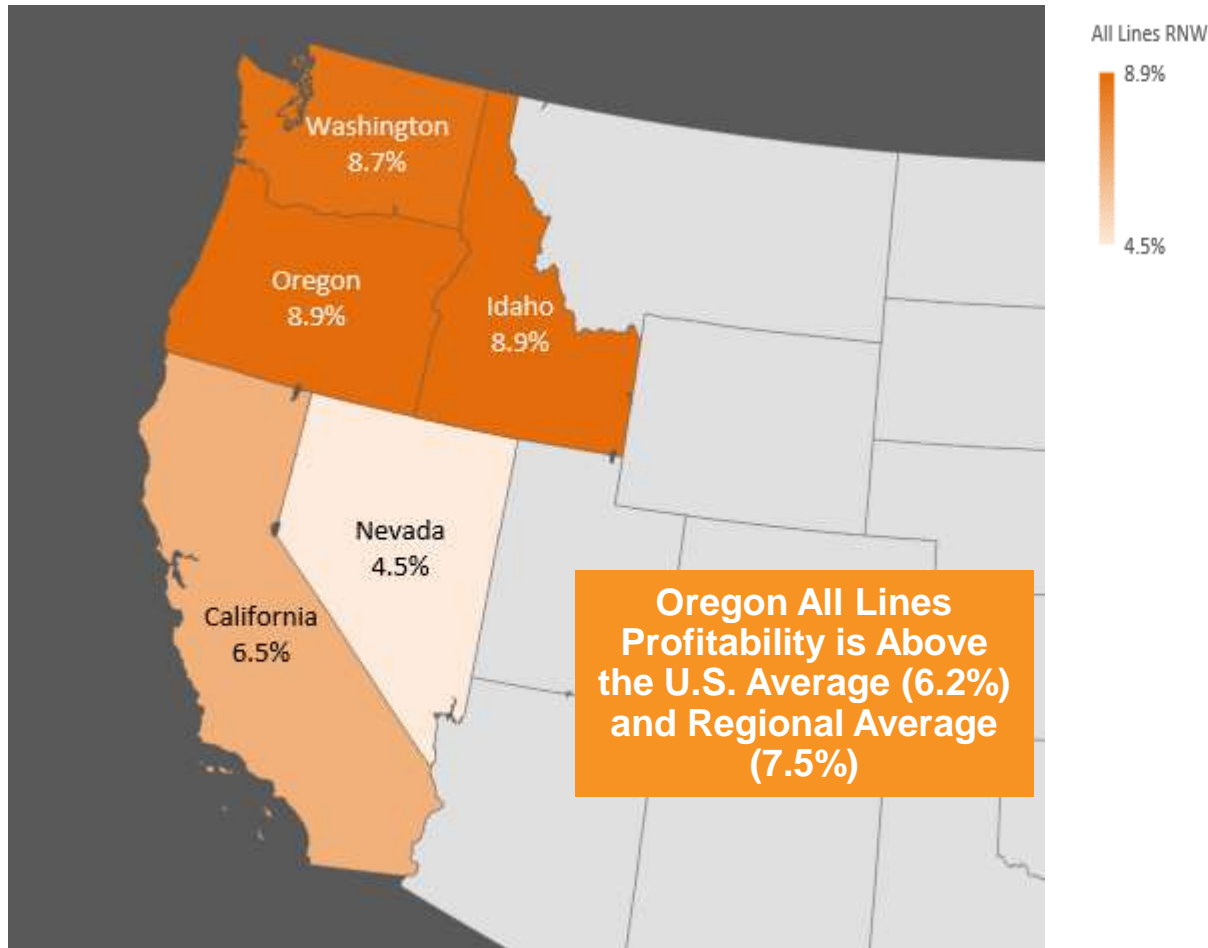 All Lines RNW
8.9%
4.5%
Washington
8.7%
Oregon
8.9%
Idaho
8.9%
Nevada
4.5%
California
6.5%
Oregon All Lines
Profitability is Above
the U.S. Average (6.2%)
and Regional Average
(7.5%)